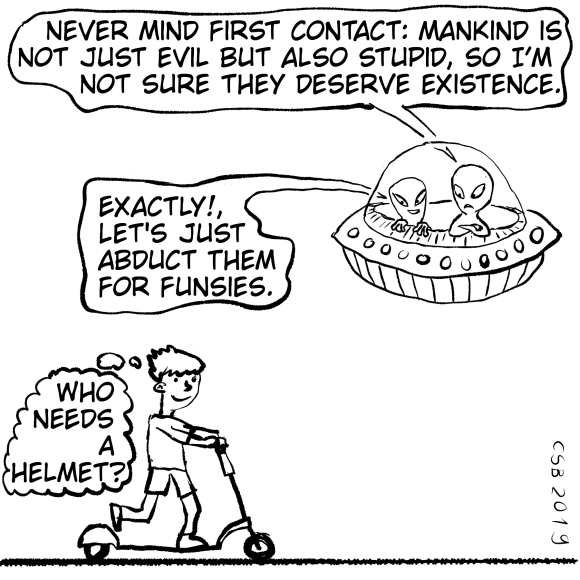 NEVER MIND FIRST CONTACT: MANKIND IS
NOT JUST EVIL BUT ALSO STUPID, SO I'M
NOT SURE THEY DESERVE EXISTENCE.
EXACTLY!,
LET'S JUST
ABDUCT THEM
FOR FUNSIES.
WHO
NEEDS
A
HELMET?
CSB 2019